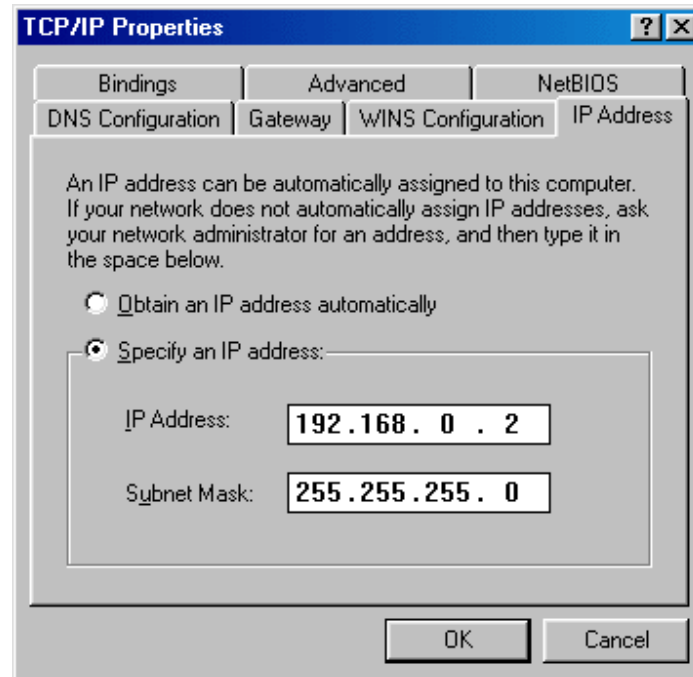 TCP/IP Properties
? X
Bindings Advanced NetBIOS
DNS Configuration Gateway WINS Configuration IP Address
An IP address can be automatically assigned to this computer.
If your network does not automatically assign IP addresses, ask
your network administrator for an address, and then type it in
the space below.
Obtain an IP address automatically
Specify an IP address:
IP Address: 192.168. 0 . 2
Subnet Mask: 255.255.255. 0
OK Cancel